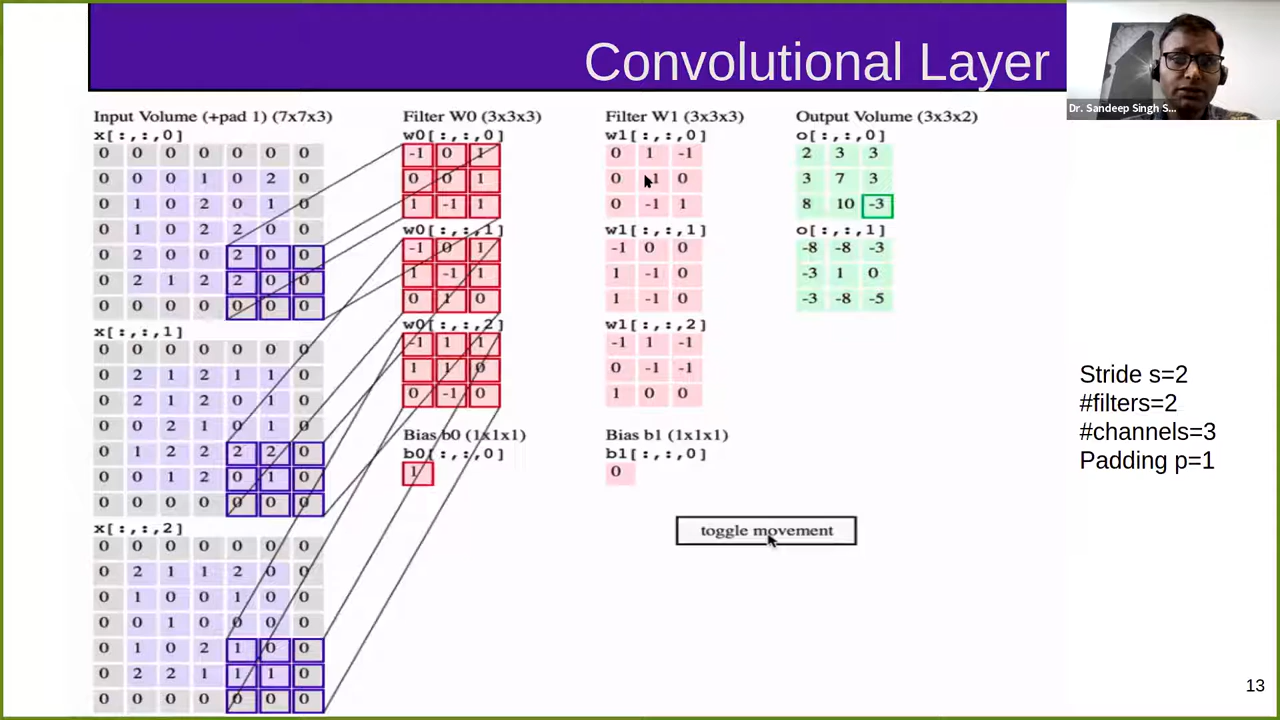 Convolutional Layer
Dr. Sandeep Singh S...
Input Volume (+pad 1) (7x7x3)
x[:,:,0]
0 0 0 0 0 0 0
0 0 0 1 0 2 0
0 1 0 2 0 1 0
0 1 0 2 2 0 0
0 2 0 0 2 0 0
0 2 1 2 2 0 0
0 0 0 0 0 0 0
x[:,:,1]
0 0 0 0 0 0 0
0 2 1 2 1 1 0
0 2 1 2 0 1 0
0 0 2 1 0 1 0
0 1 2 2 2 2 0
0 0 1 2 0 1 0
0 0 0 0 0 0 0
x[:,:,2]
0 0 0 0 0 0 0
0 2 1 1 2 0 0
0 1 0 0 1 0 0
0 0 1 0 0 0 0
0 1 0 2 1 0 0
0 2 2 1 1 1 0
0 0 0 0 0 0 0
Filter W0 (3x3x3)
w0[:,:,0]
-1 0 1
0 0 1
1 -1 1
w0[:,:,1]
-1 0 1
1 -1 1
0 1 0
w0[:,:,2]
-1 1 1
1 1 0
0 -1 0
Bias b0 (1x1x1)
b0[:,:,0]
1
Filter W1 (3x3x3)
w1[:,:,0]
0 1 -1
0 -1 0
0 -1 1
w1[:,:,1]
-1 0 0
1 -1 0
1 -1 0
w1[:,:,2]
-1 1 -1
0 -1 -1
1 0 0
Bias b1 (1x1x1)
b1[:,:,0]
0
Output Volume (3x3x2)
o[:,:,0]
2 3 3
3 7 3
8 10 -3
o[:,:,1]
-8 -8 -3
-3 1 0
-3 -8 -5
toggle movement
Stride s=2
#filters=2
#channels=3
Padding p=1
13